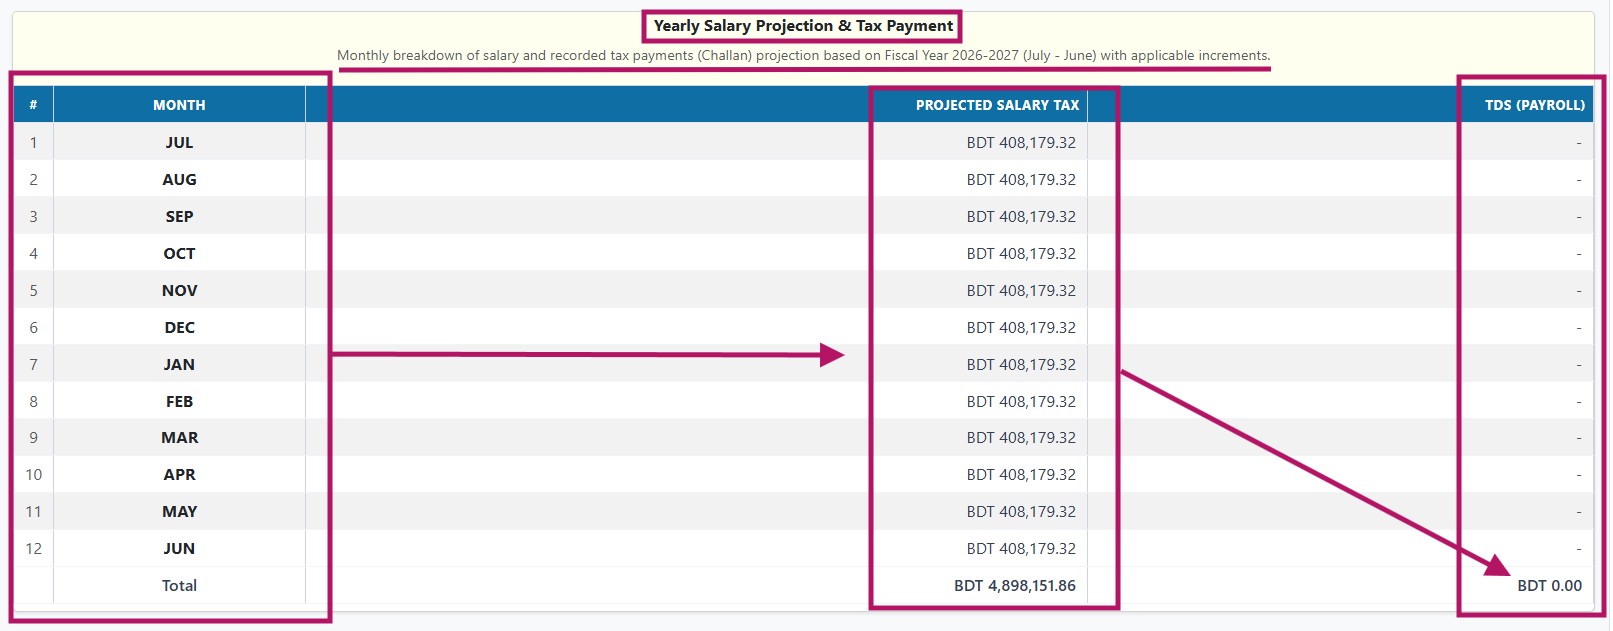 Yearly Salary Projection & Tax Payment
Monthly breakdown of salary and recorded tax payments (Challan) projection based on Fiscal Year 2026-2027 (July - June) with applicable increments.
# MONTH PROJECTED SALARY TAX TDS (PAYROLL)
1 JUL BDT 408,179.32 -
2 AUG BDT 408,179.32 -
3 SEP BDT 408,179.32 -
4 OCT BDT 408,179.32 -
5 NOV BDT 408,179.32 -
6 DEC BDT 408,179.32 -
7 JAN BDT 408,179.32 -
8 FEB BDT 408,179.32 -
9 MAR BDT 408,179.32 -
10 APR BDT 408,179.32 -
11 MAY BDT 408,179.32 -
12 JUN BDT 408,179.32 -
Total BDT 4,898,151.86 BDT 0.00